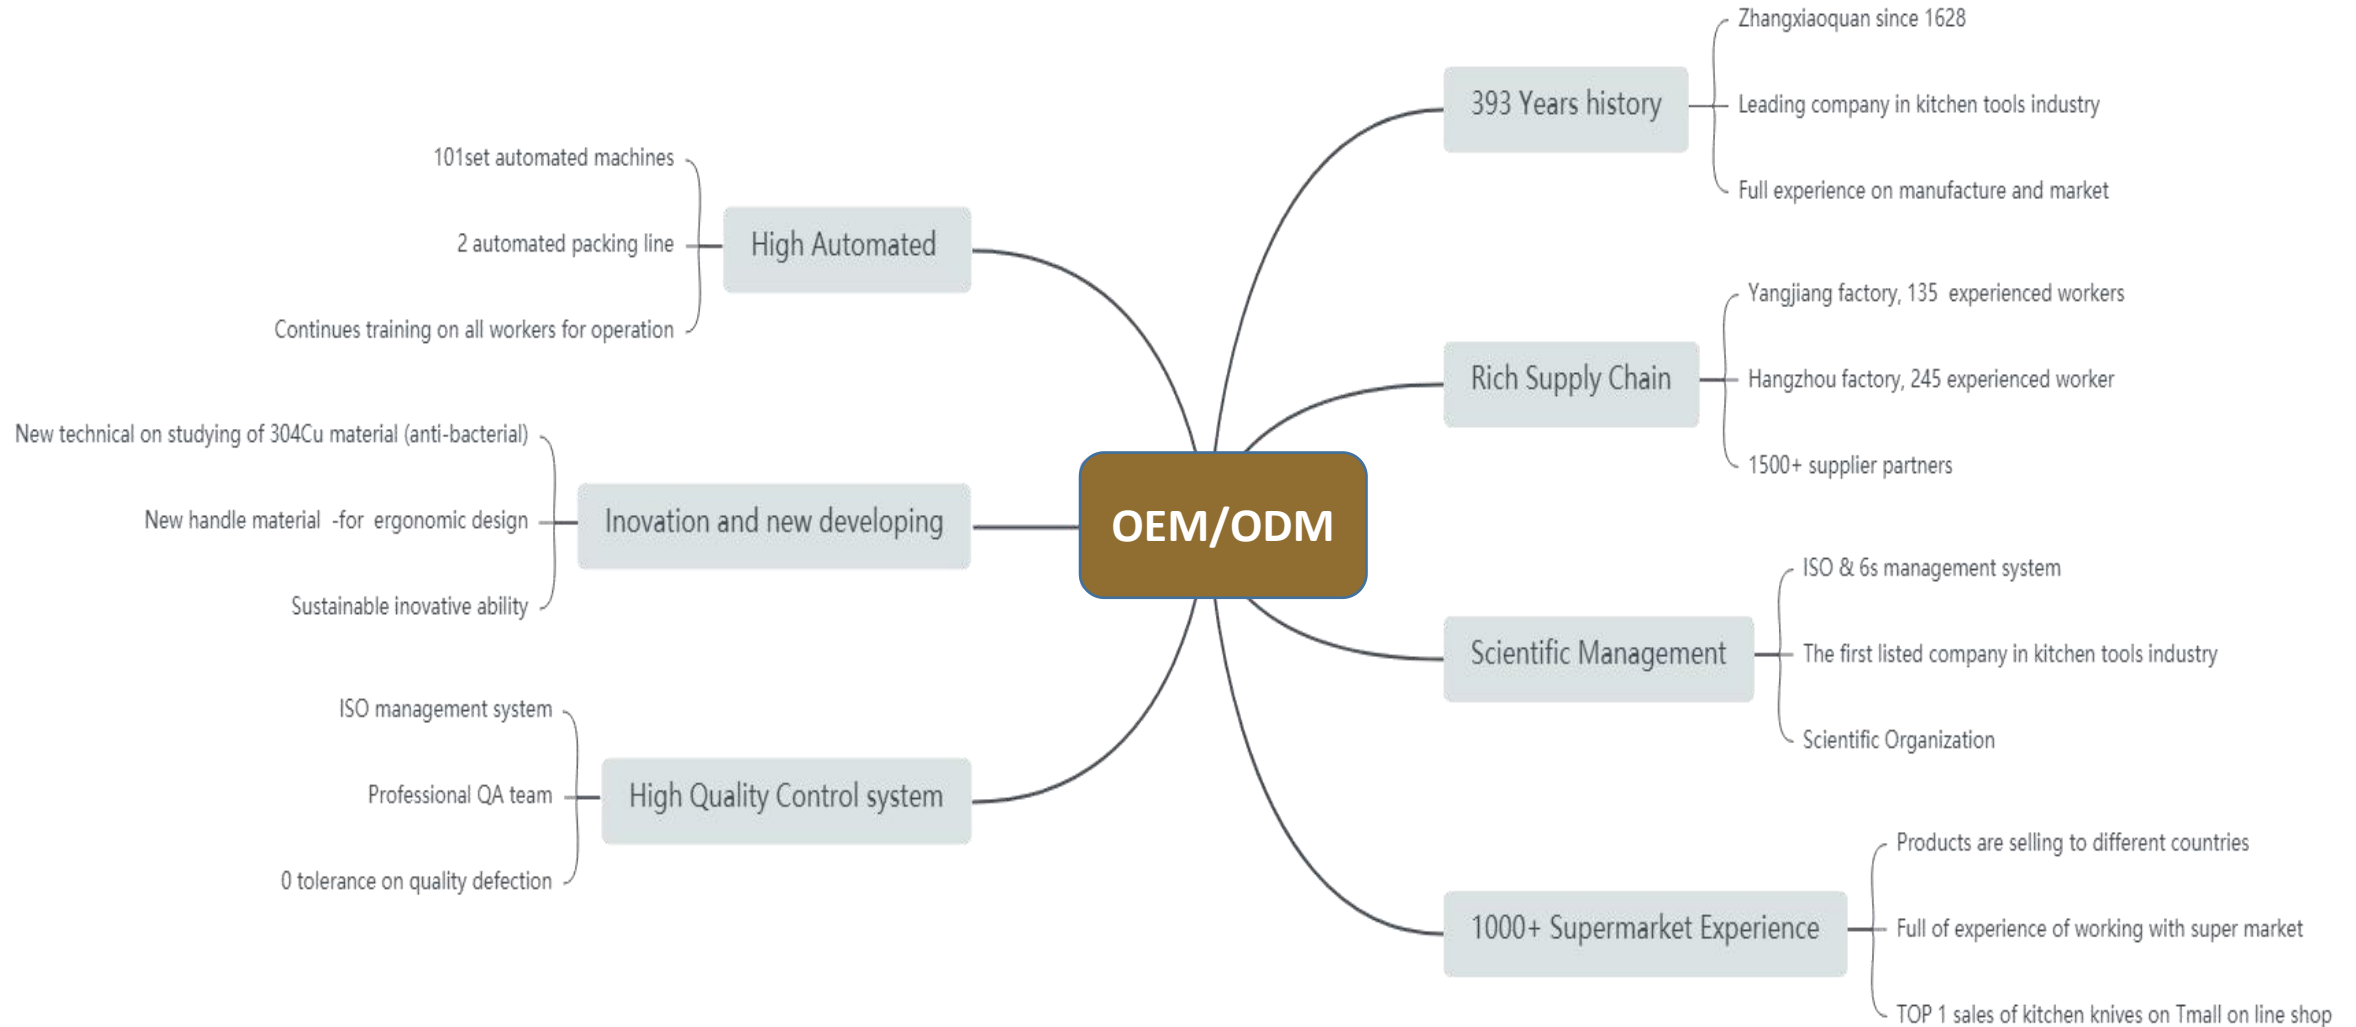 OEM/ODM
High Automated
101set automated machines
2 automated packing line
Continues training on all workers for operation
Inovation and new developing
New technical on studying of 304Cu material (anti-bacterial)
New handle material  -for  ergonomic design
Sustainable inovative ability
High Quality Control system
ISO management system
Professional QA team
0 tolerance on quality defection
393 Years history
Zhangxiaoquan since 1628
Leading company in kitchen tools industry
Full experience on manufacture and market
Rich Supply Chain
Yangjiang factory, 135  experienced workers
Hangzhou factory, 245 experienced worker
1500+ supplier partners
Scientific Management
ISO & 6s management system
The first listed company in kitchen tools industry
Scientific Organization
1000+ Supermarket Experience
Products are selling to different countries
Full of experience of working with super market
TOP 1 sales of kitchen knives on Tmall on line shop